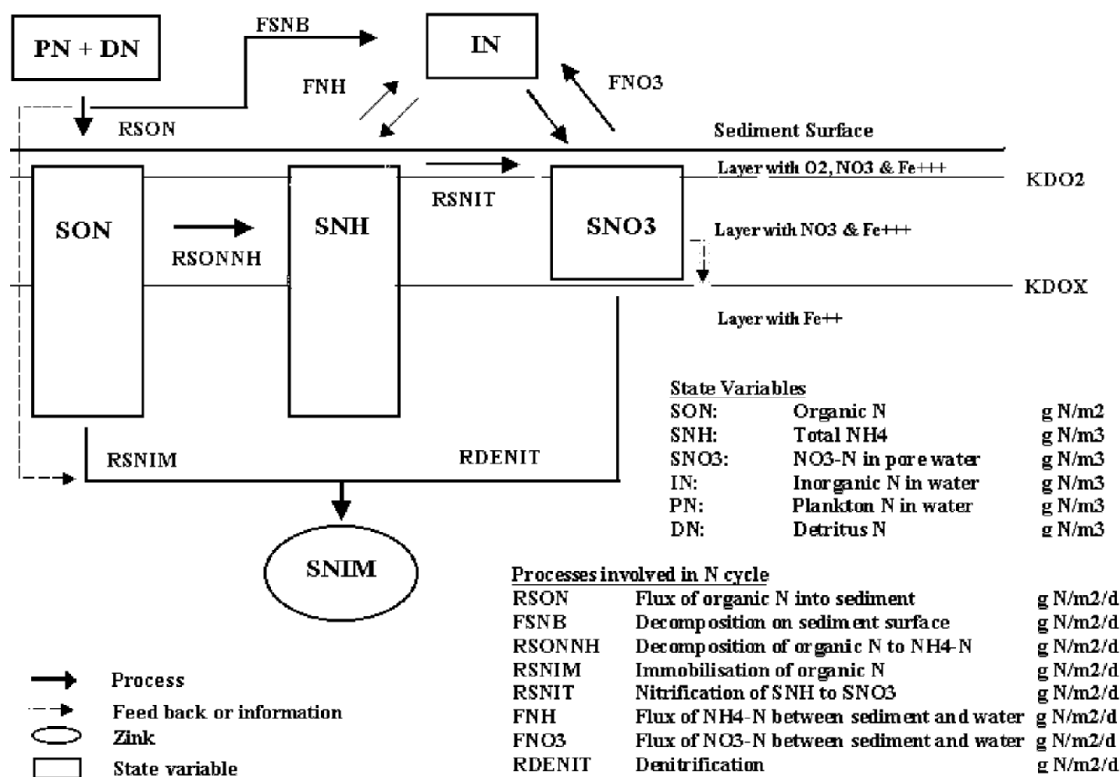 PN + DN
FSNB
IN
FNH
FNO3
RSON
Sediment Surface
Layer with O2, NO3 & Fe+++
KDO2
RSNIT
SON
SNH
SNO3
Layer with NO3 & Fe+++
RSONNH
KDOX
Layer with Fe++
State Variables
SON: Organic N g N/m2
SNH: Total NH4 g N/m3
SNO3: NO3-N in pore water g N/m3
IN: Inorganic N in water g N/m3
PN: Plankton N in water g N/m3
DN: Detritus N g N/m3
RSNIM
RDENIT
SNIM
Processes involved in N cycle
RSON Flux of organic N into sediment g N/m2/d
FSNB Decomposition on sediment surface g N/m2/d
RSONNH Decomposition of organic N to NH4-N g N/m2/d
RSNIM Immobilisation of organic N g N/m2/d
RSNIT Nitrification of SNH to SNO3 g N/m2/d
FNH Flux of NH4-N between sediment and water g N/m2/d
FNO3 Flux of NO3-N between sediment and water g N/m2/d
RDENIT Denitrification g N/m2/d
Process
Feed back or information
Zink
State variable